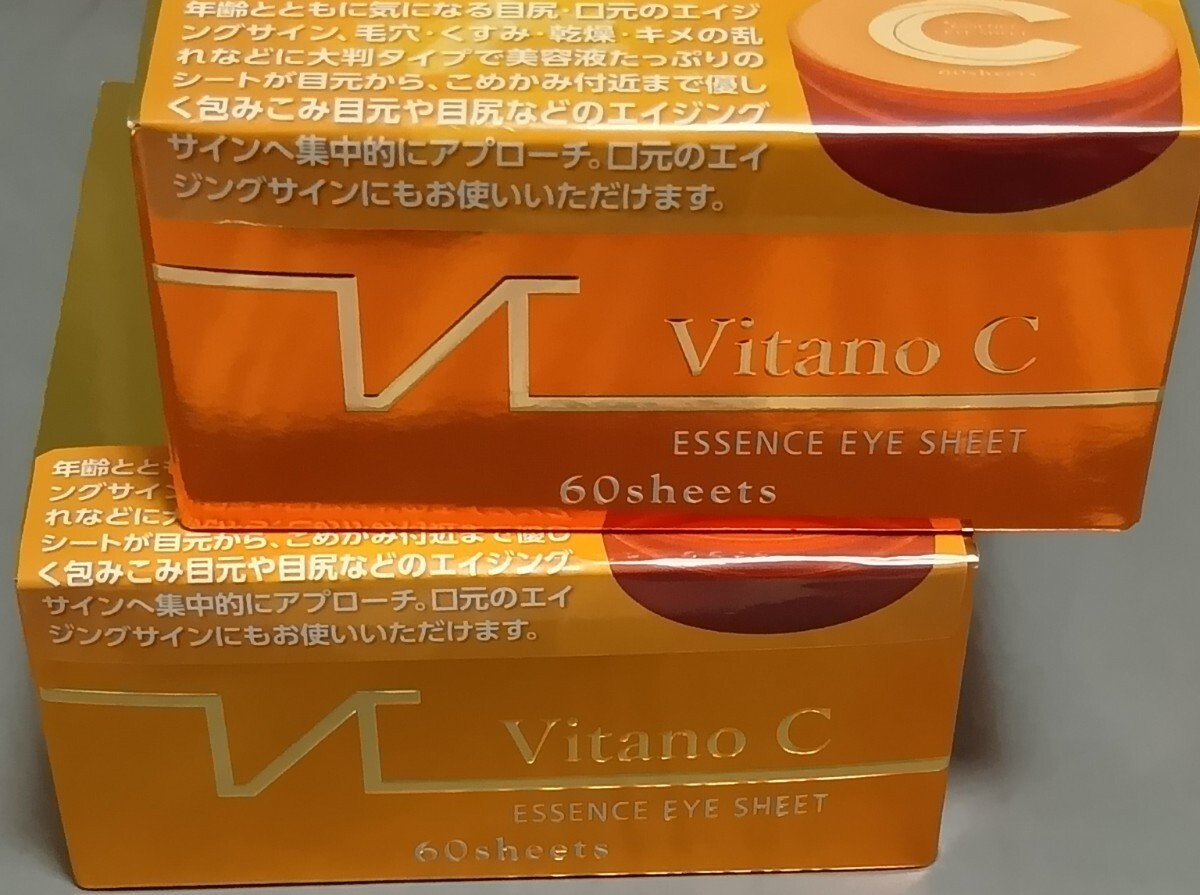 年齢とともに気になる目尻・口元のエイジ
ングサイン、毛穴・くすみ・乾燥・キメの乱
れなどに大判タイプで美容液たっぷりの
シートが目元から、こめかみ付近まで優し
く包みこみ目元や目尻などのエイジング
サインへ集中的にアプローチ。口元のエイ
ジングサインにもお使いいただけます。
C
60sheets
Vitano C
ESSENCE EYE SHEET
60sheets
年齢とと
ングサイン
れなどに
シートが目元から、こめかみ付近まで優し
く包みこみ目元や目尻などのエイジング
サインへ集中的にアプローチ。口元のエイ
ジングサインにもお使いいただけます。
Vitano C
ESSENCE EYE SHEET
60sheets